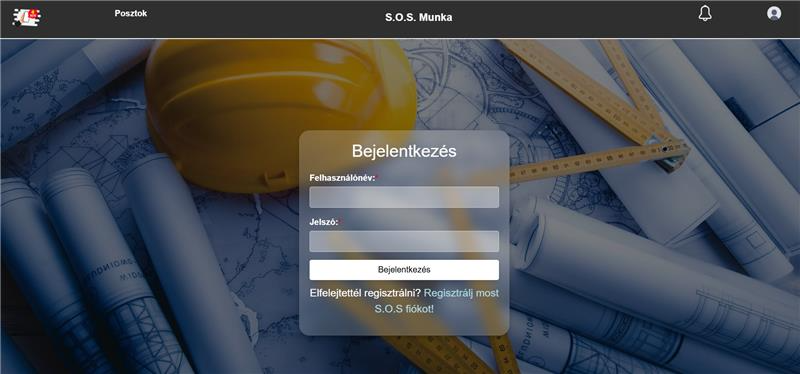 Posztok
S.O.S. Munka
Bejelentkezés
Felhasználónév:*
Jelszó:*
Bejelentkezés
Elfelejtettél regisztrálni? Regisztrálj most
S.O.S fiókot!